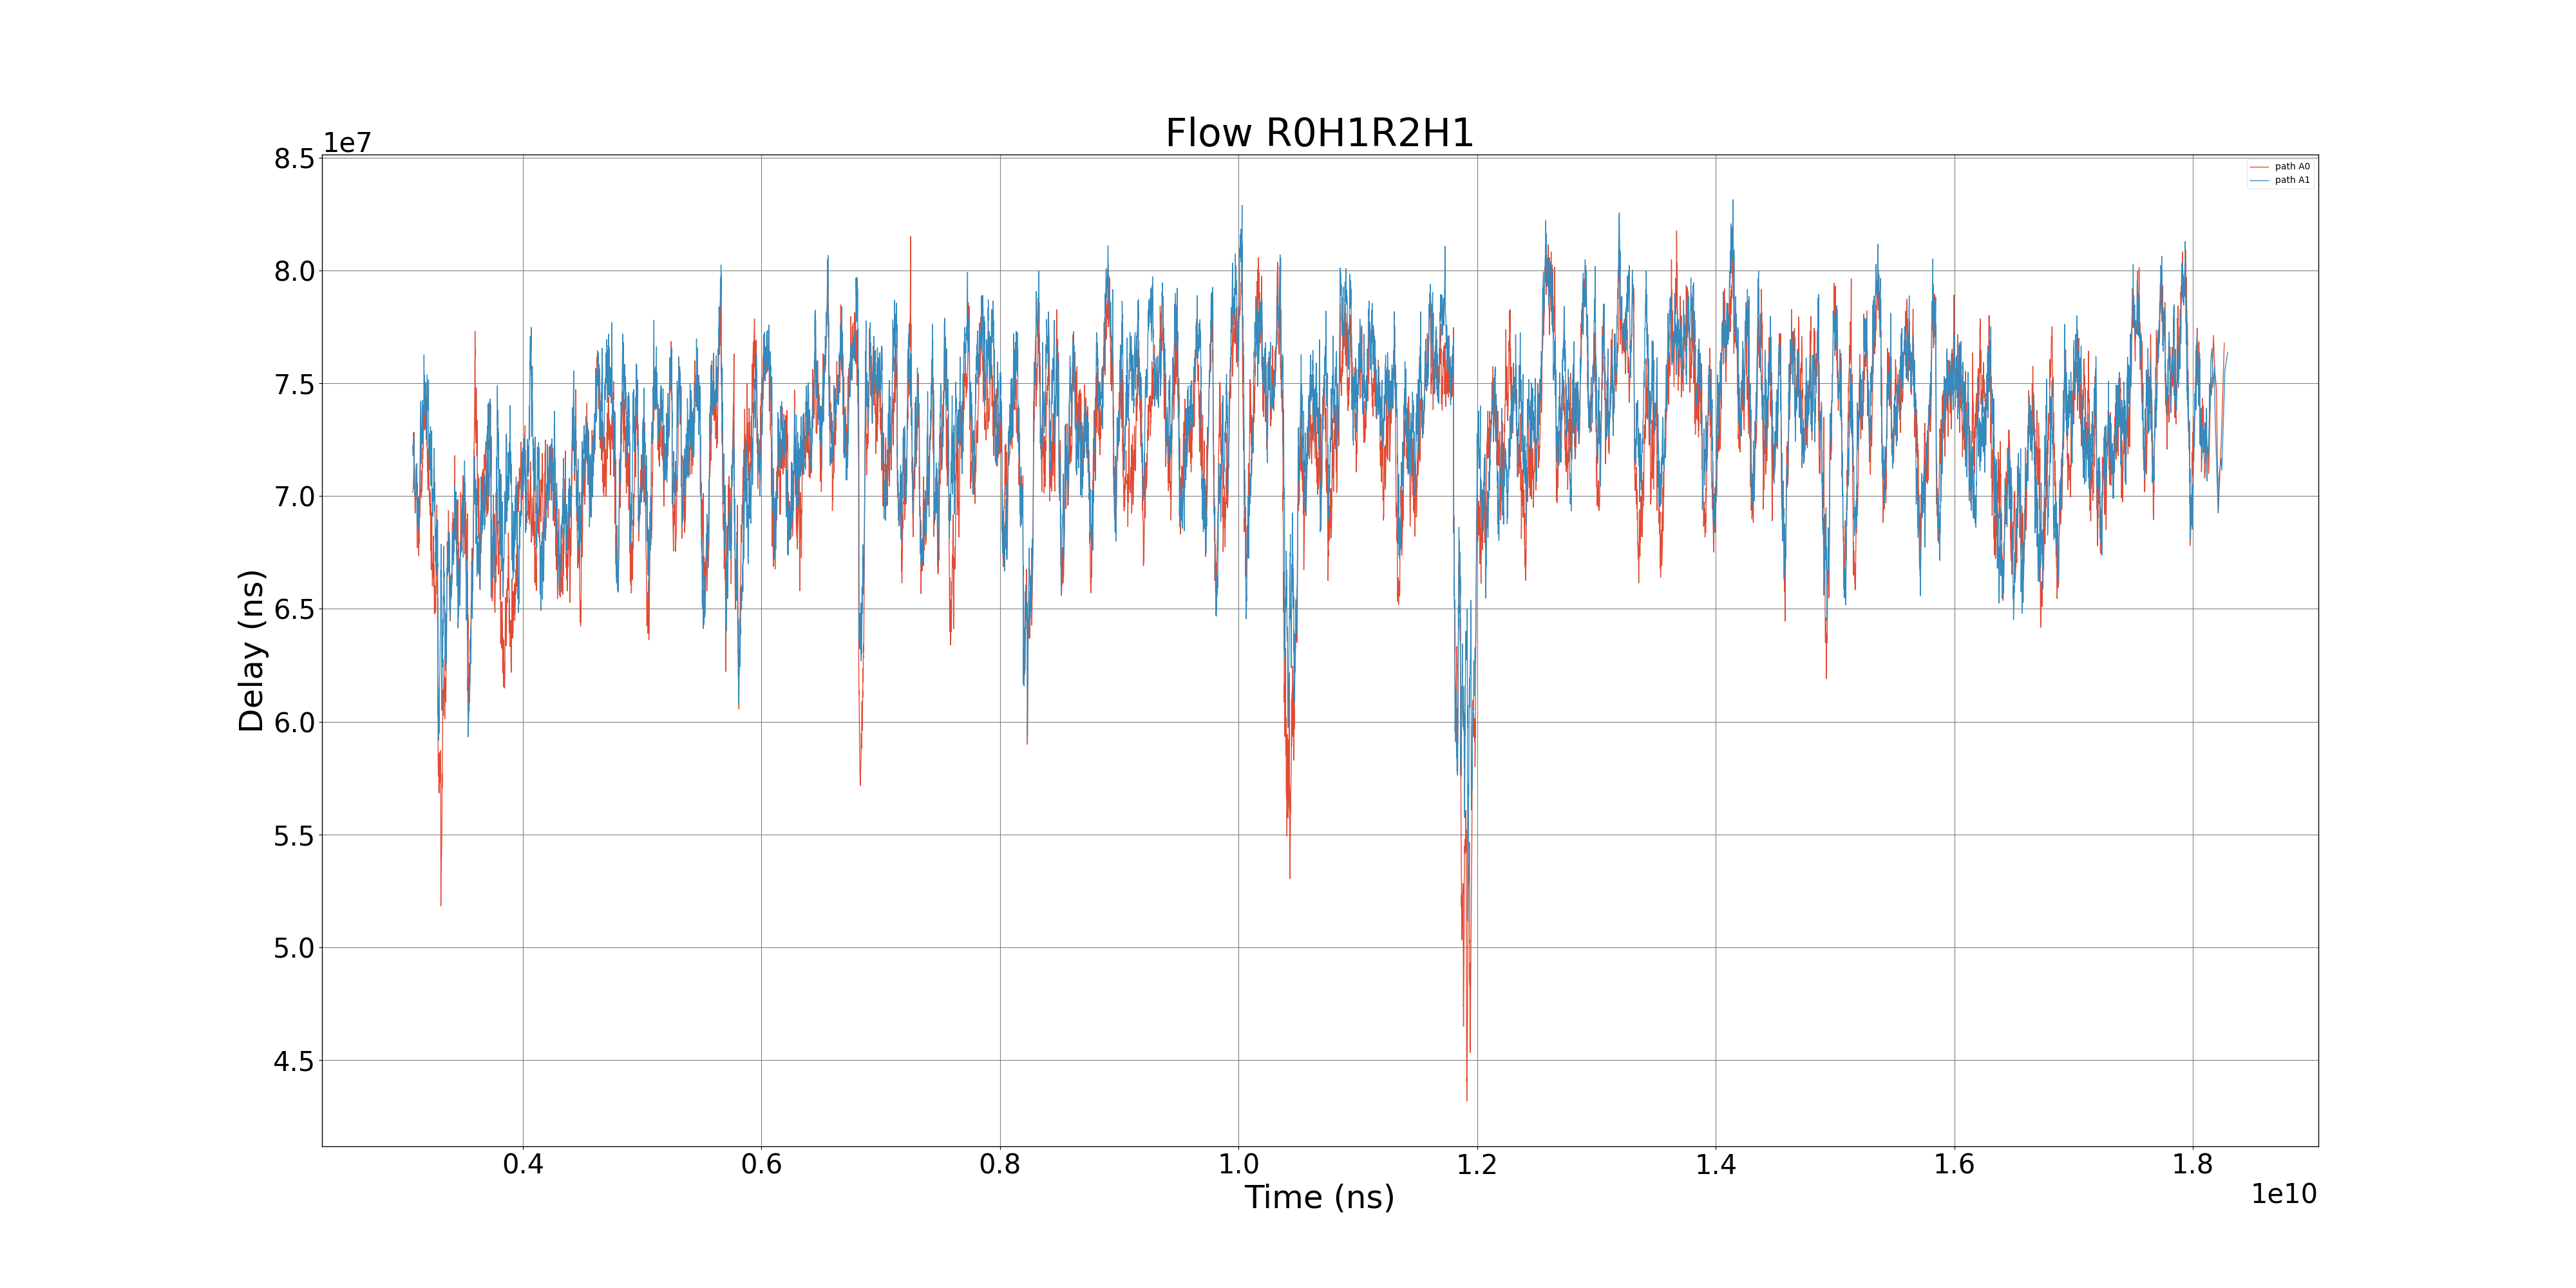 Flow R0H1R2H1
1e7
8.5
8.0
7.5
7.0
6.5
6.0
5.5
5.0
4.5
Delay (ns)
path A0
path A1
0.4 0.6 0.8 1.0 1.2 1.4 1.6 1.8
Time (ns)
1e10